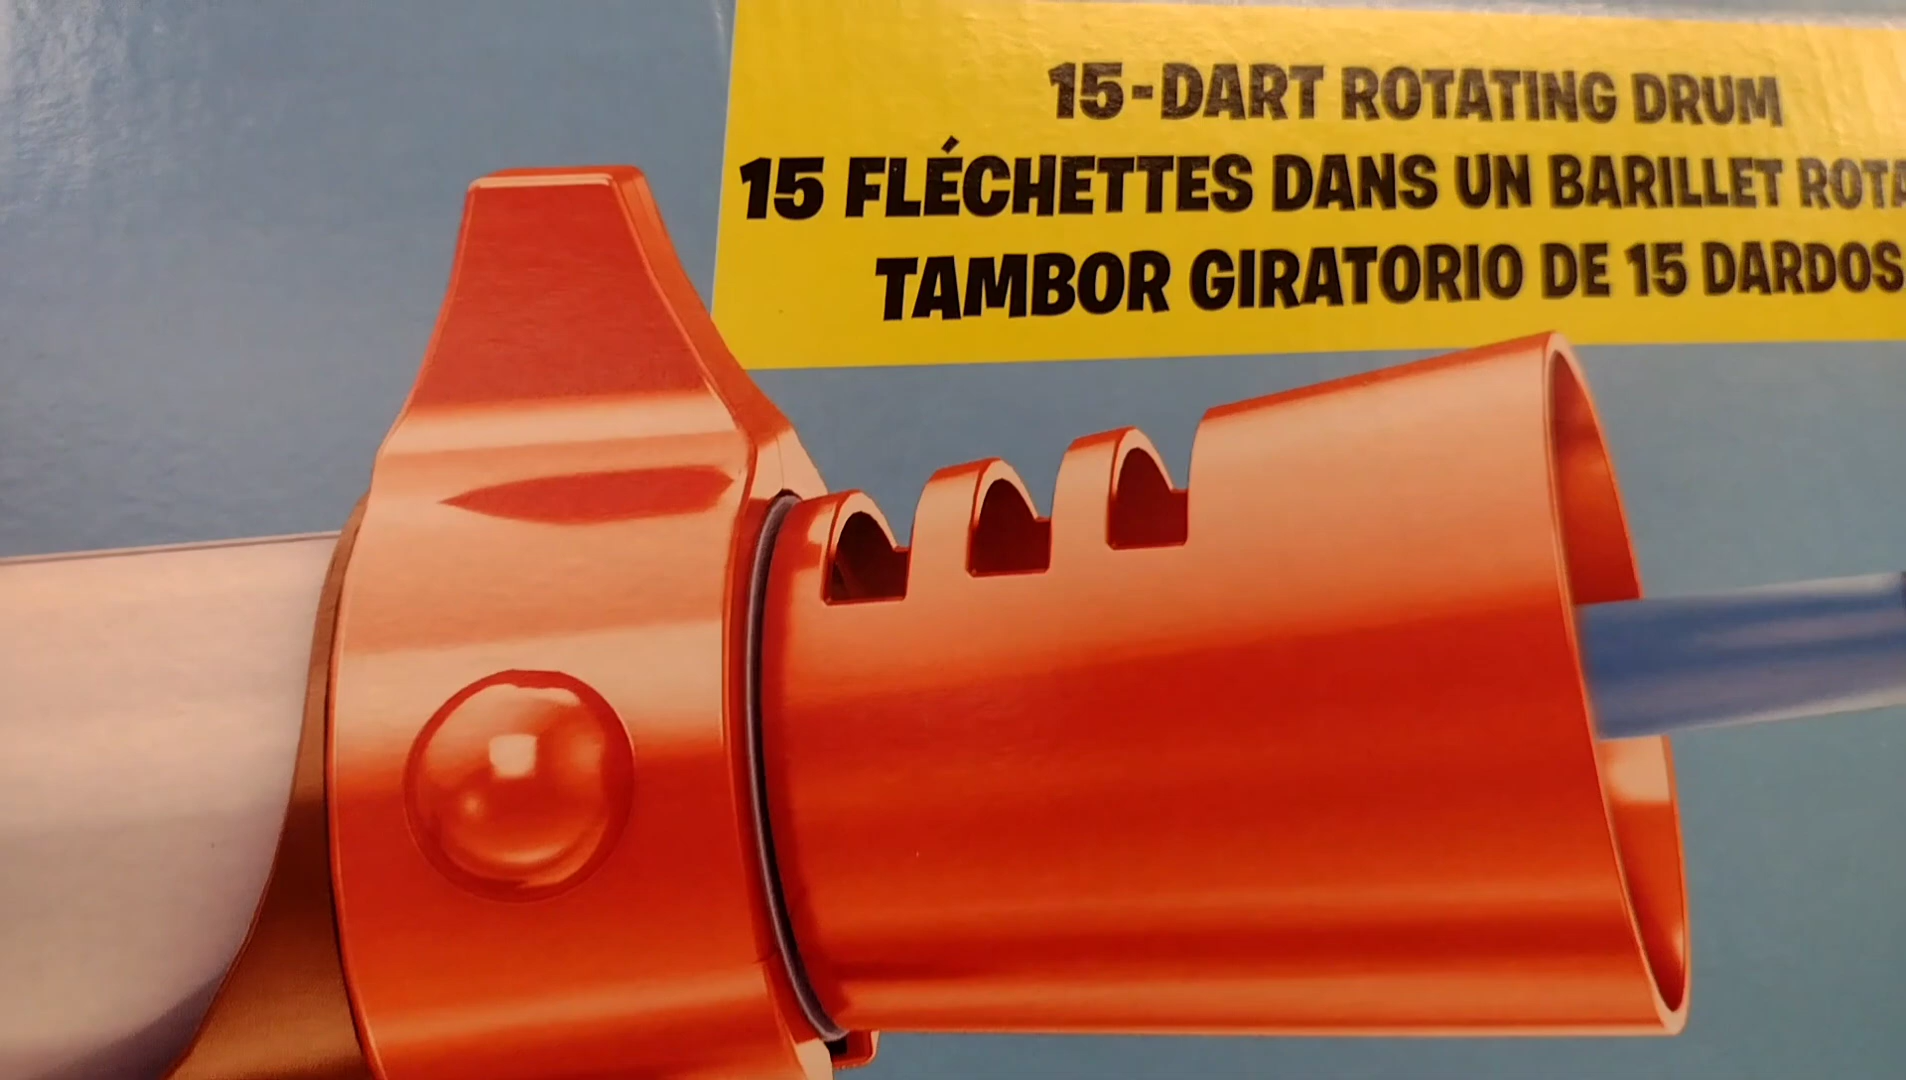 15-DART ROTATING DRUM
15 FLÉCHETTES DANS UN BARILLET
TAMBOR GIRATORIO DE 15 DARDOS